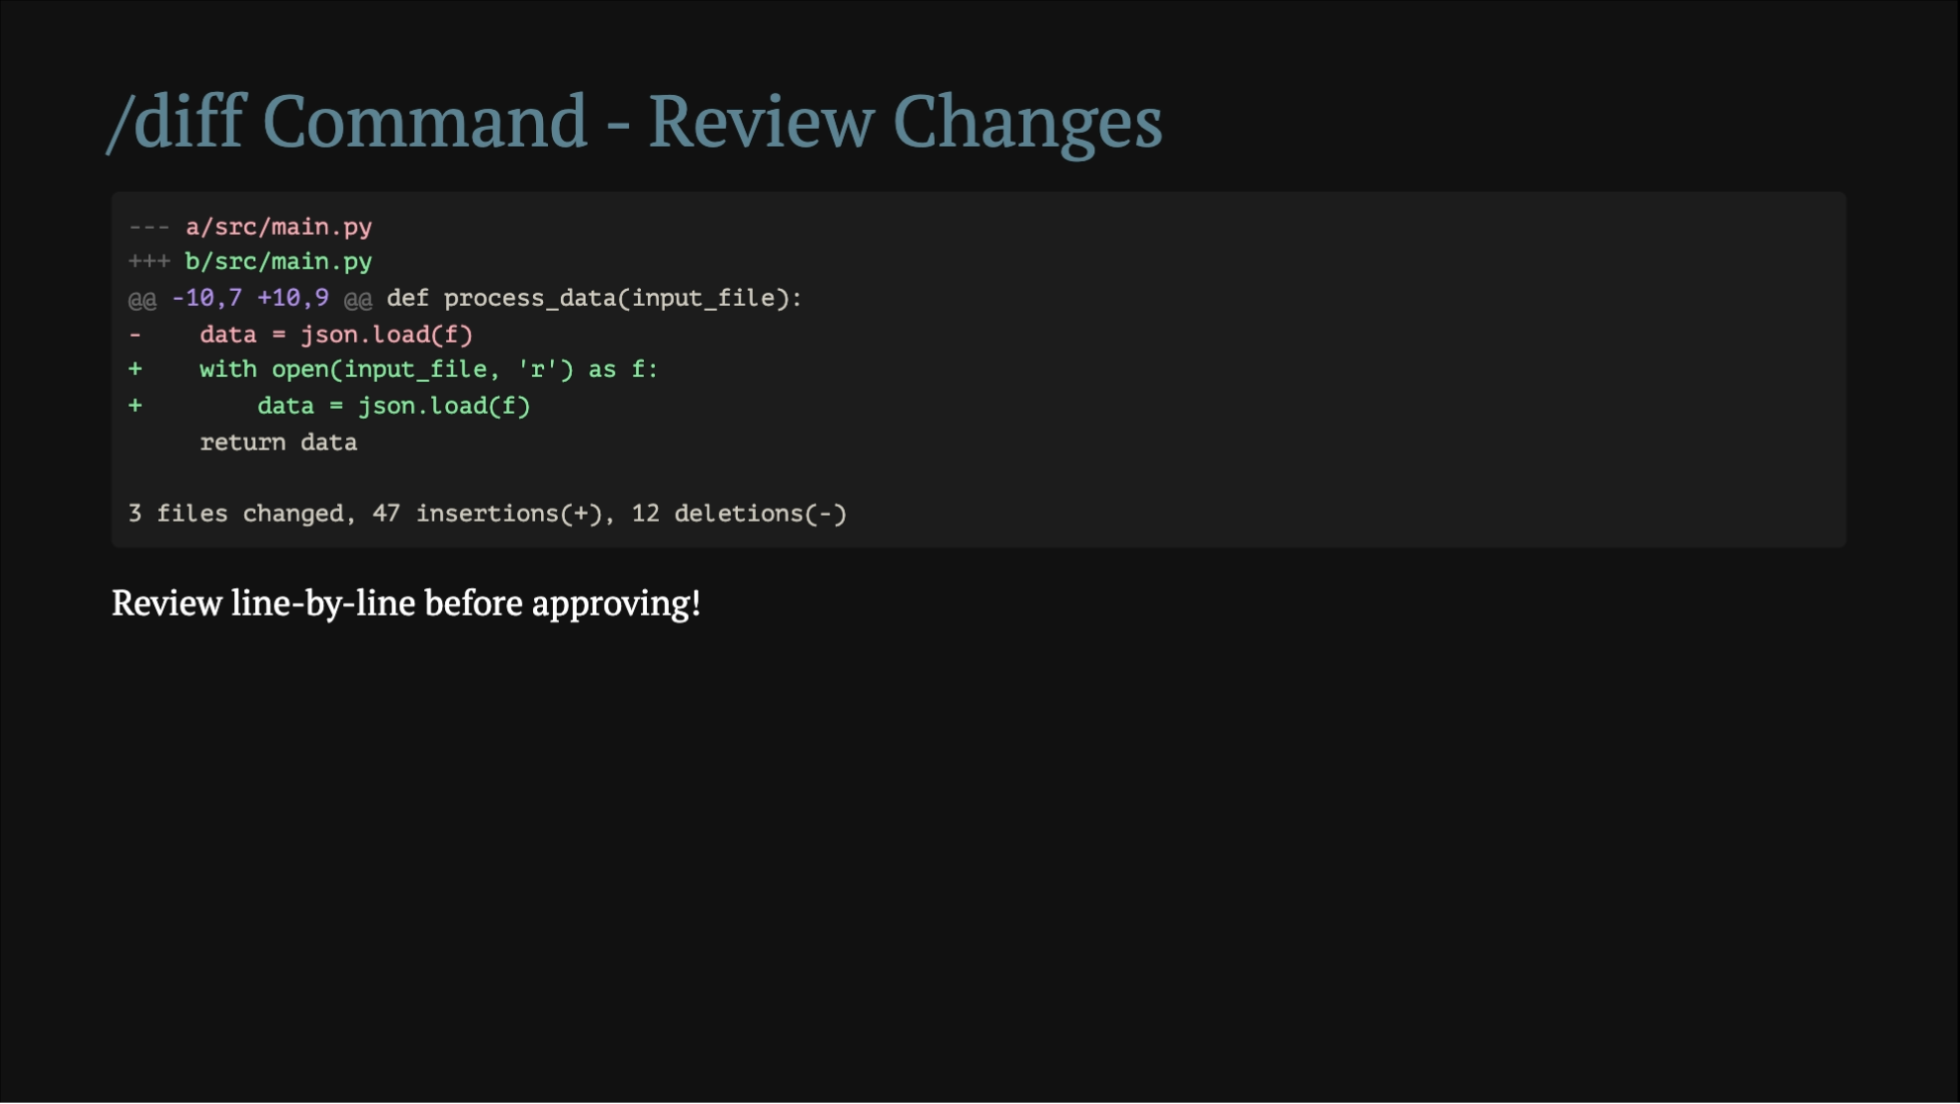 /diff Command - Review Changes
--- a/src/main.py
+++ b/src/main.py
@@ -10,7 +10,9 @@ def process_data(input_file):
-    data = json.load(f)
+    with open(input_file, 'r') as f:
+        data = json.load(f)
     return data
3 files changed, 47 insertions(+), 12 deletions(-)
Review line-by-line before approving!